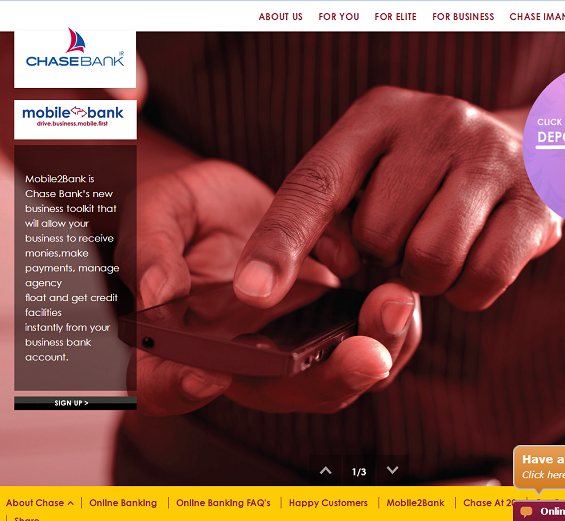 ABOUT US FOR YOU FOR ELITE FOR BUSINESS CHASE IMAN
CHASEBANK
mobile bank
drive.business.mobile.first
CLICK
DEPO
Mobile2Bank is
Chase Bank's new
business toolkit that
will allow your
business to receive
monies,make
payments, manage
agency
float and get credit
facilities
instantly from your
business bank
account.
SIGN UP >
1/3
Have a
Click here
About Chase Online Banking Online Banking FAQ's Happy Customers Mobile2Bank Chase At 20
Onlin
Share